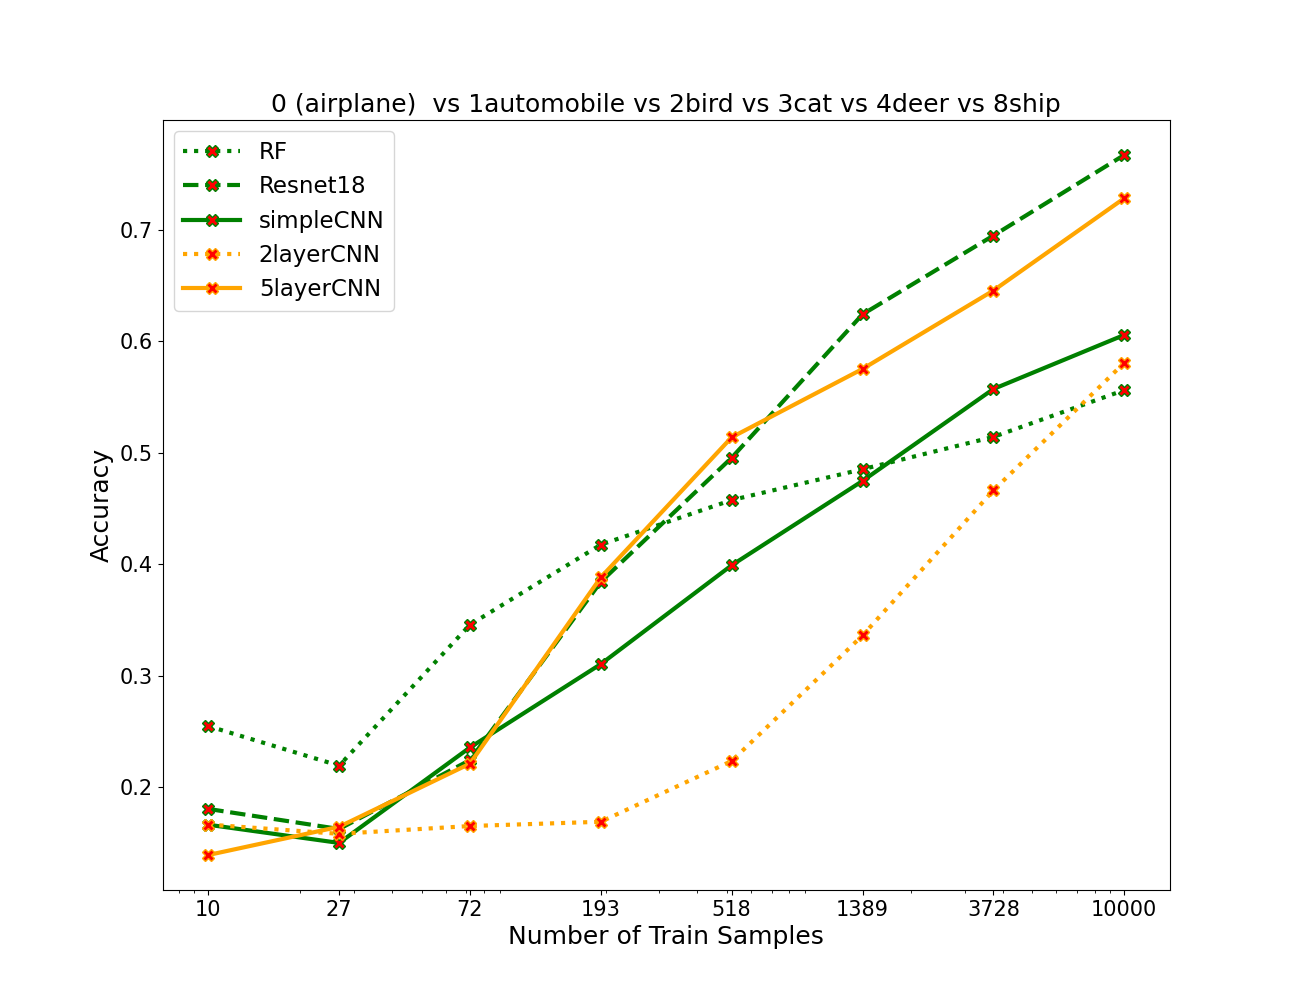 0 (airplane)  vs 1automobile vs 2bird vs 3cat vs 4deer vs 8ship
RF
Resnet18
simpleCNN
2layerCNN
5layerCNN
0.7
0.6
0.5
0.4
0.3
0.2
Accuracy
10 27 72 193 518 1389 3728 10000
Number of Train Samples